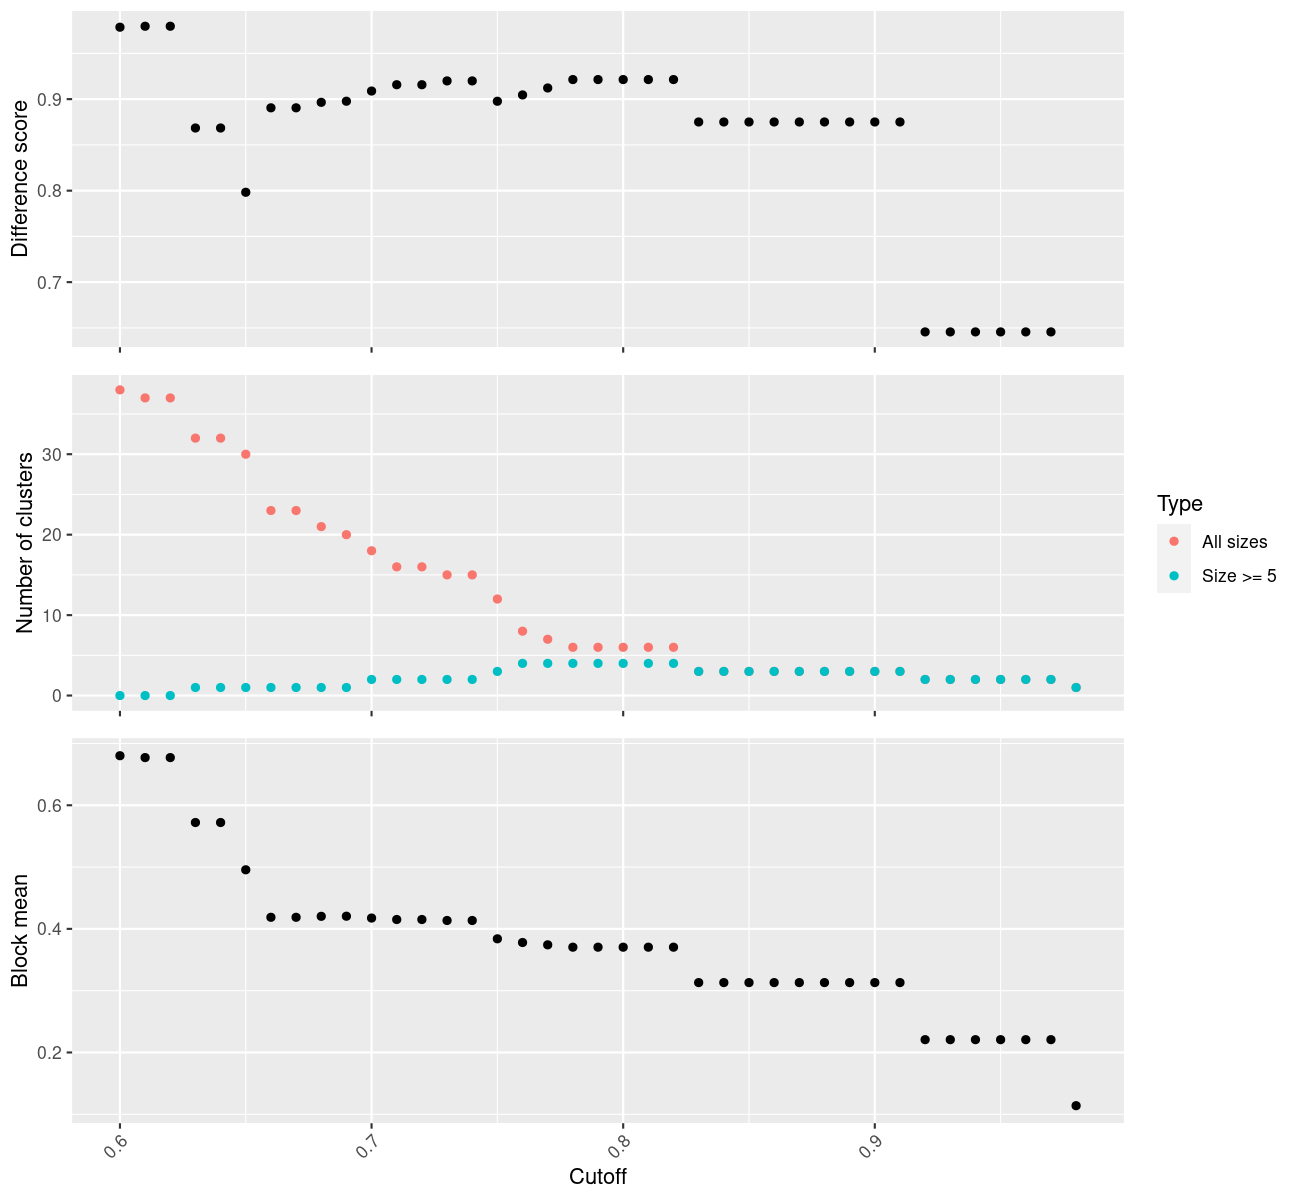 Difference score
0.9
0.8
0.7
Number of clusters
30
20
10
0
Type
All sizes
Size >= 5
Block mean
0.6
0.4
0.2
0.6
0.7
0.8
0.9
Cutoff